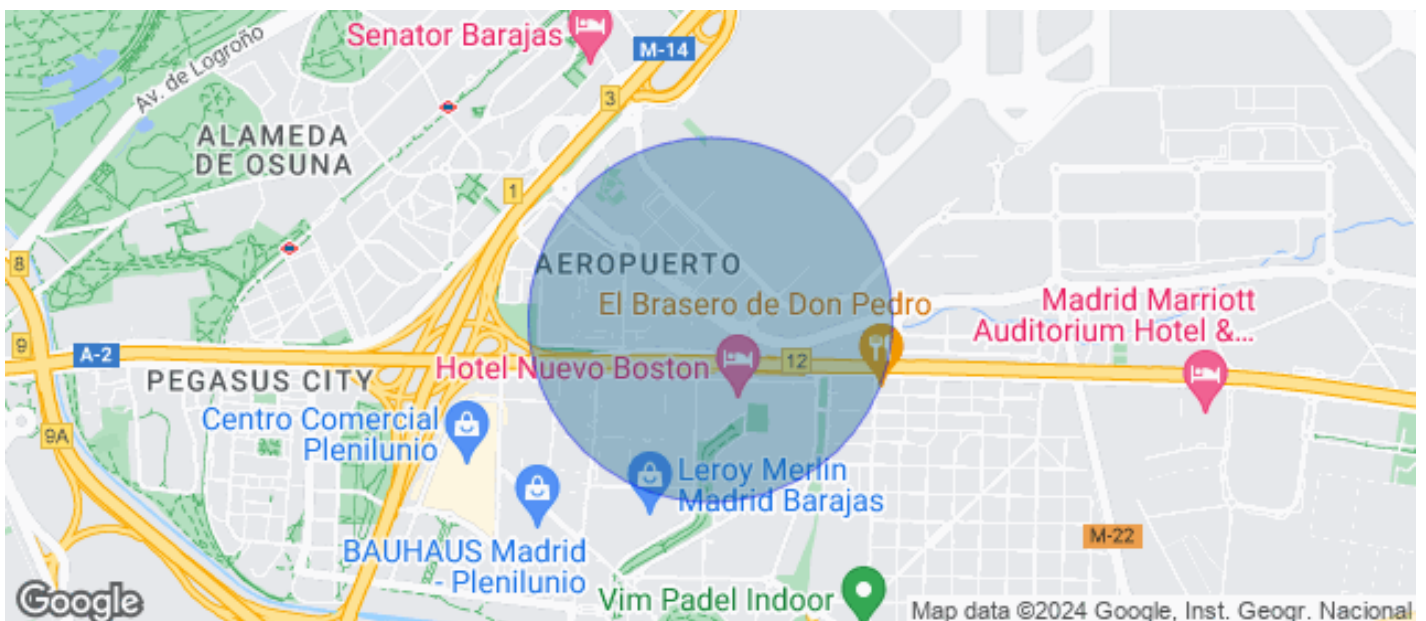 Senator Barajas
M-14
Av. de Logroño
3
ALAMEDA
DE OSUNA
1
8
AEROPUERTO
El Brasero de Don Pedro
Madrid Marriott
Auditorium Hotel &...
9
A-2
Hotel Nuevo Boston
12
PEGASUS CITY
Centro Comercial
Plenilunio
9A
Leroy Merlin
Madrid Barajas
BAUHAUS Madrid
- Plenilunio
M-22
Vim Padel Indoor
Google
Map data ©2024 Google, Inst. Geogr. Nacional